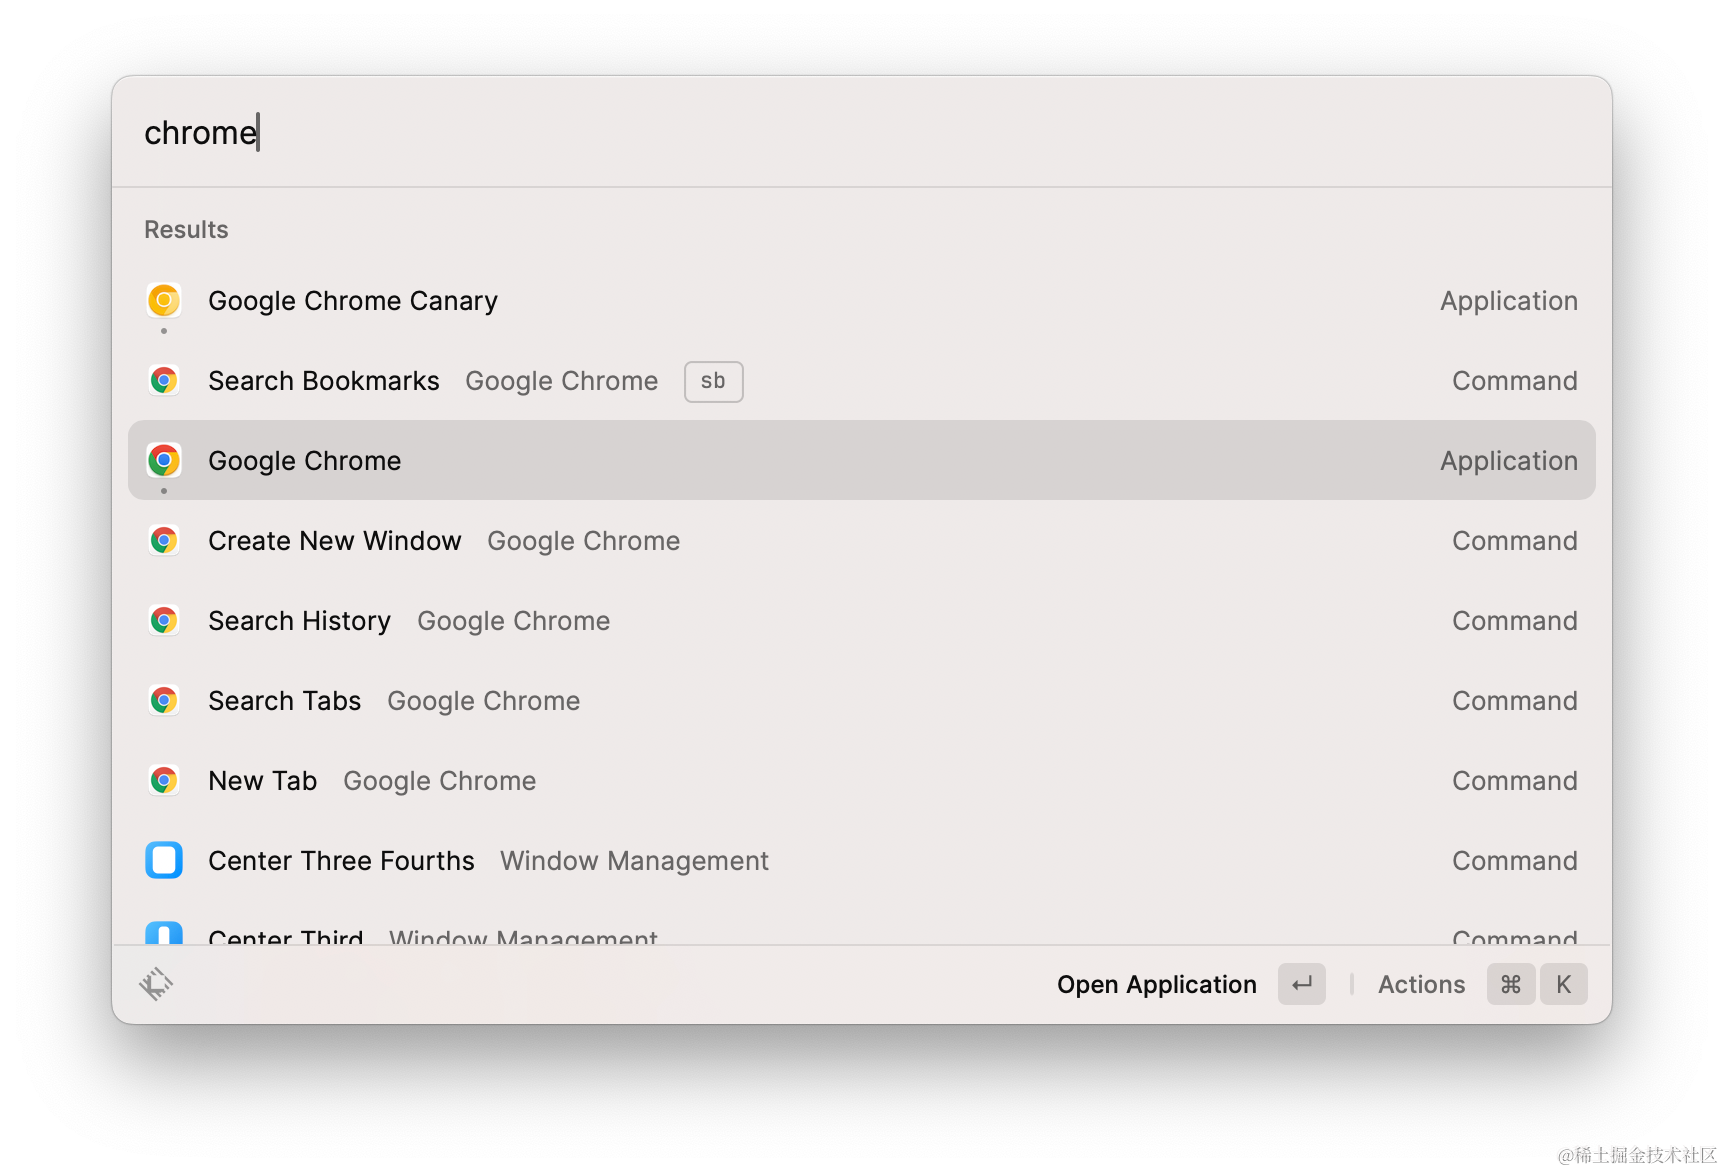 chrome
Results
Google Chrome Canary Application
Search Bookmarks Google Chrome sb Command
Google Chrome Application
Create New Window Google Chrome Command
Search History Google Chrome Command
Search Tabs Google Chrome Command
New Tab Google Chrome Command
Center Three Fourths Window Management Command
Center Third Window Management Command
Open Application ↵ Actions ⌘ K
@稀土掘金技术社区